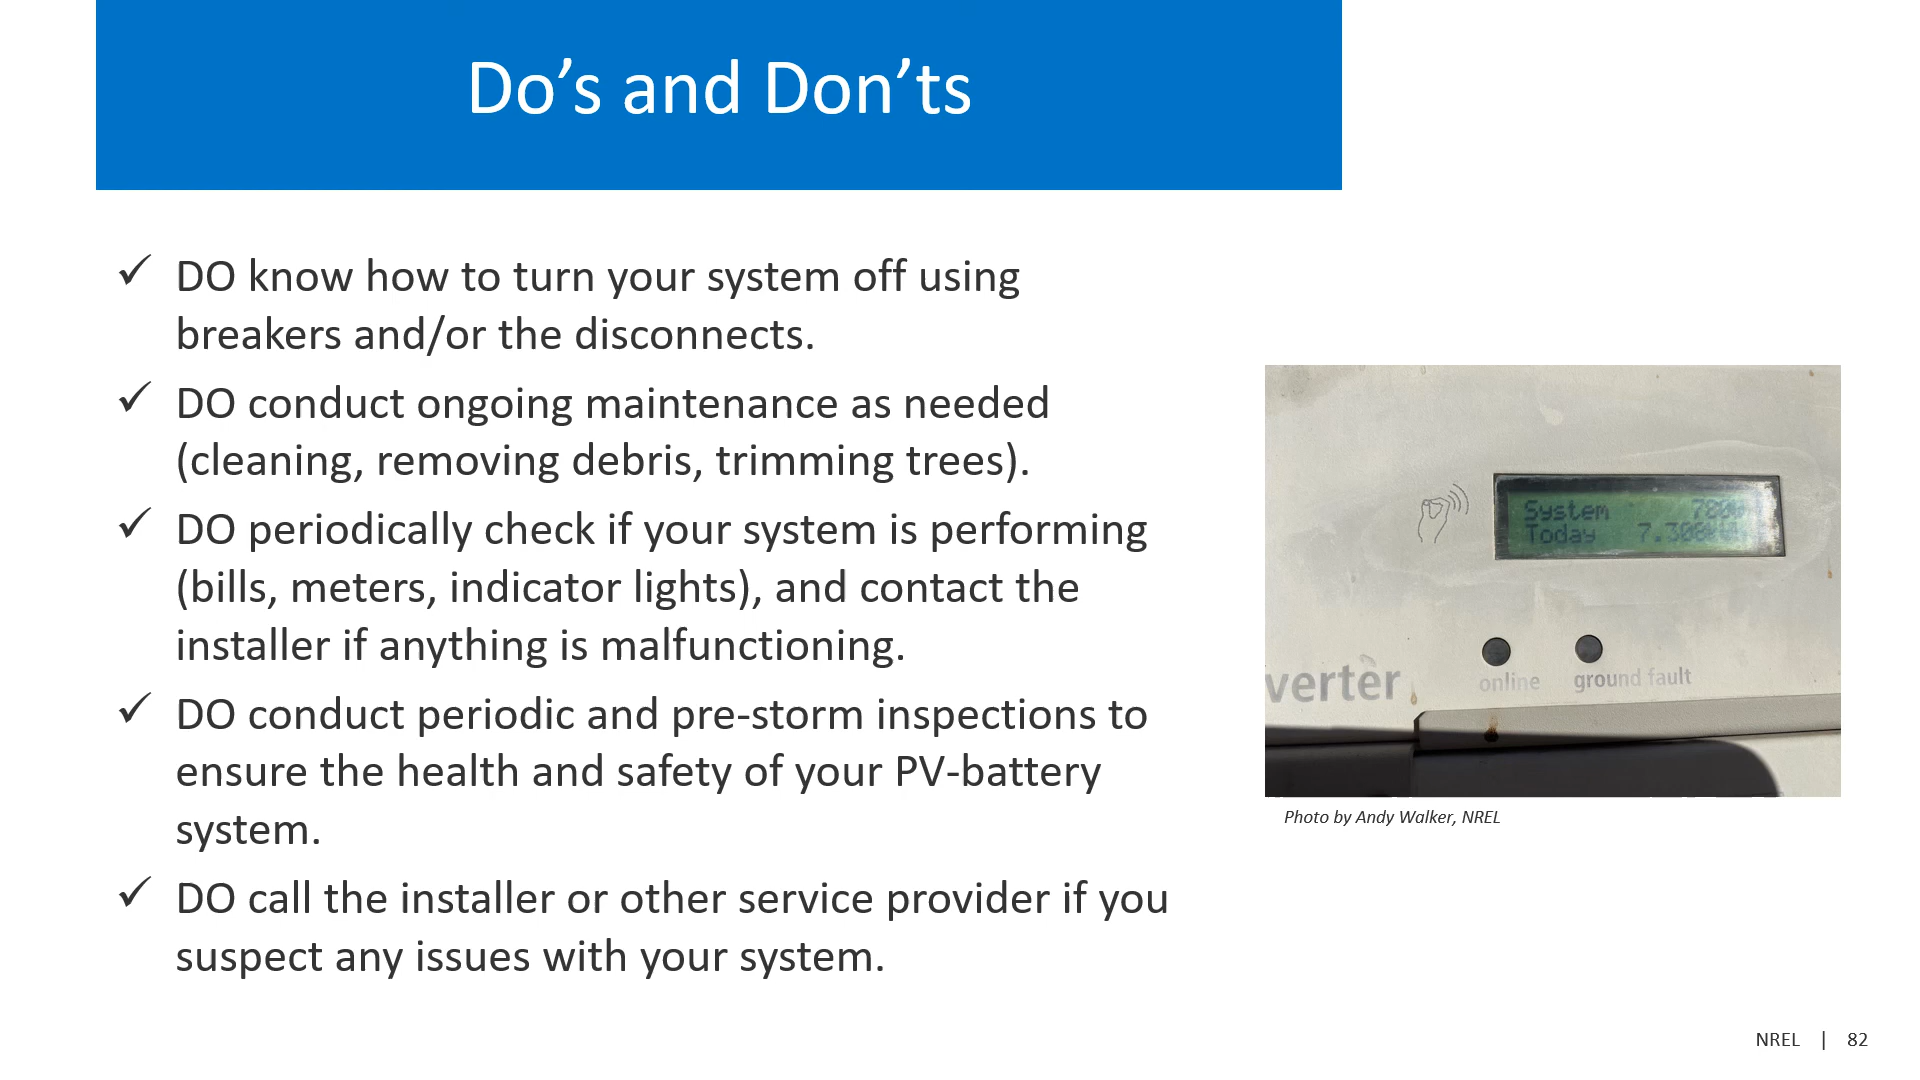 Do’s and Don’ts
✓ DO know how to turn your system off using
breakers and/or the disconnects.
✓ DO conduct ongoing maintenance as needed
(cleaning, removing debris, trimming trees).
✓ DO periodically check if your system is performing
(bills, meters, indicator lights), and contact the
installer if anything is malfunctioning.
✓ DO conduct periodic and pre-storm inspections to
ensure the health and safety of your PV-battery
system.
✓ DO call the installer or other service provider if you
suspect any issues with your system.
System
Today
online ground fault
verter
Photo by Andy Walker, NREL
NREL | 82